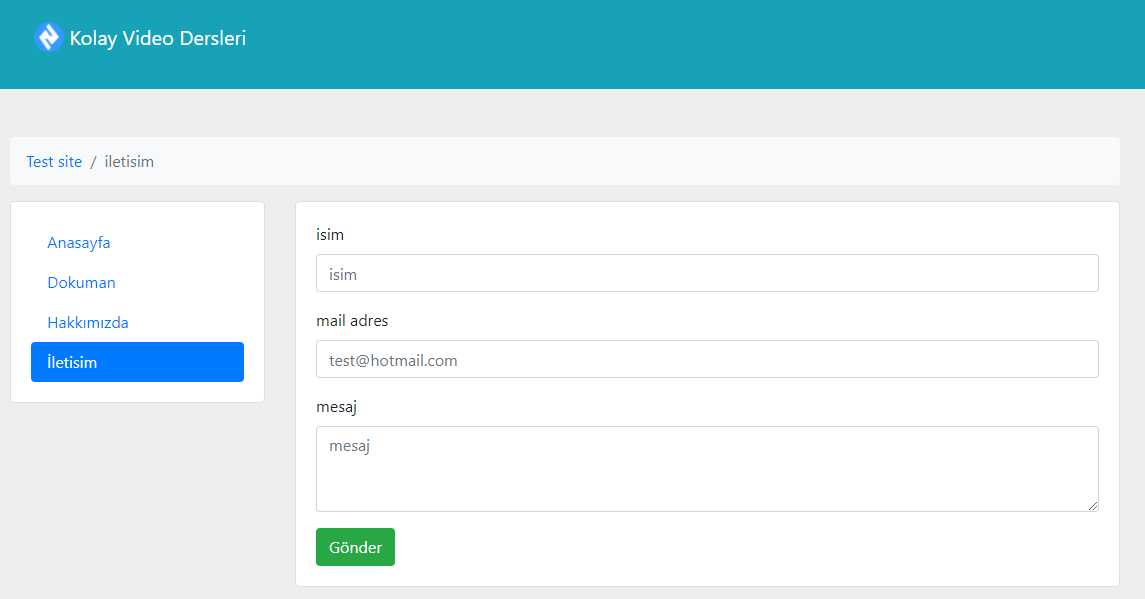 Kolay Video Dersleri
Test site / iletisim
Anasayfa
Dokuman
Hakkımızda
İletisim
isim
isim
mail adres
test@hotmail.com
mesaj
mesaj
Gönder